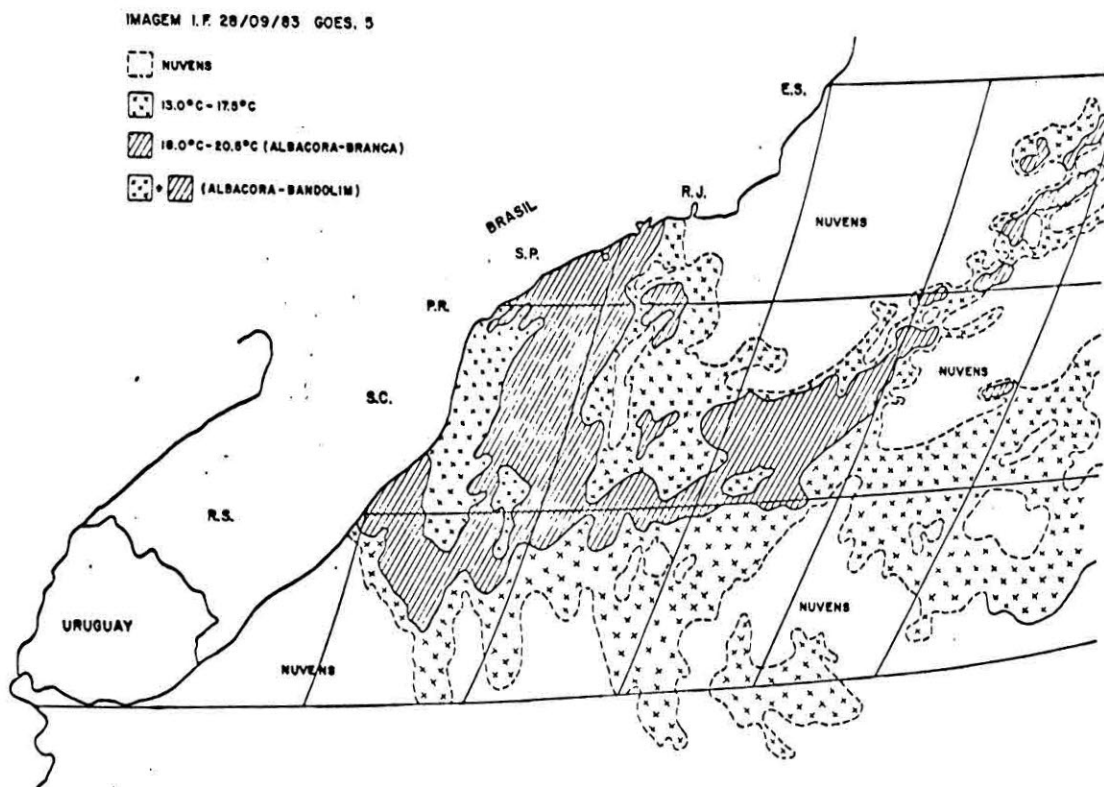 IMAGEM I.F. 28/09/83 GOES. 5
NUVENS
13.0°C-17.5°C
18.0°C-20.5°C (ALBACORA-BRANCA)
+ (ALBACORA-BANDOLIM)
E.S.
R.J.
BRASIL
NUVENS
S.P.
P.R.
NUVENS
S.C.
R.S.
NUVENS
URUGUAY
NUVENS